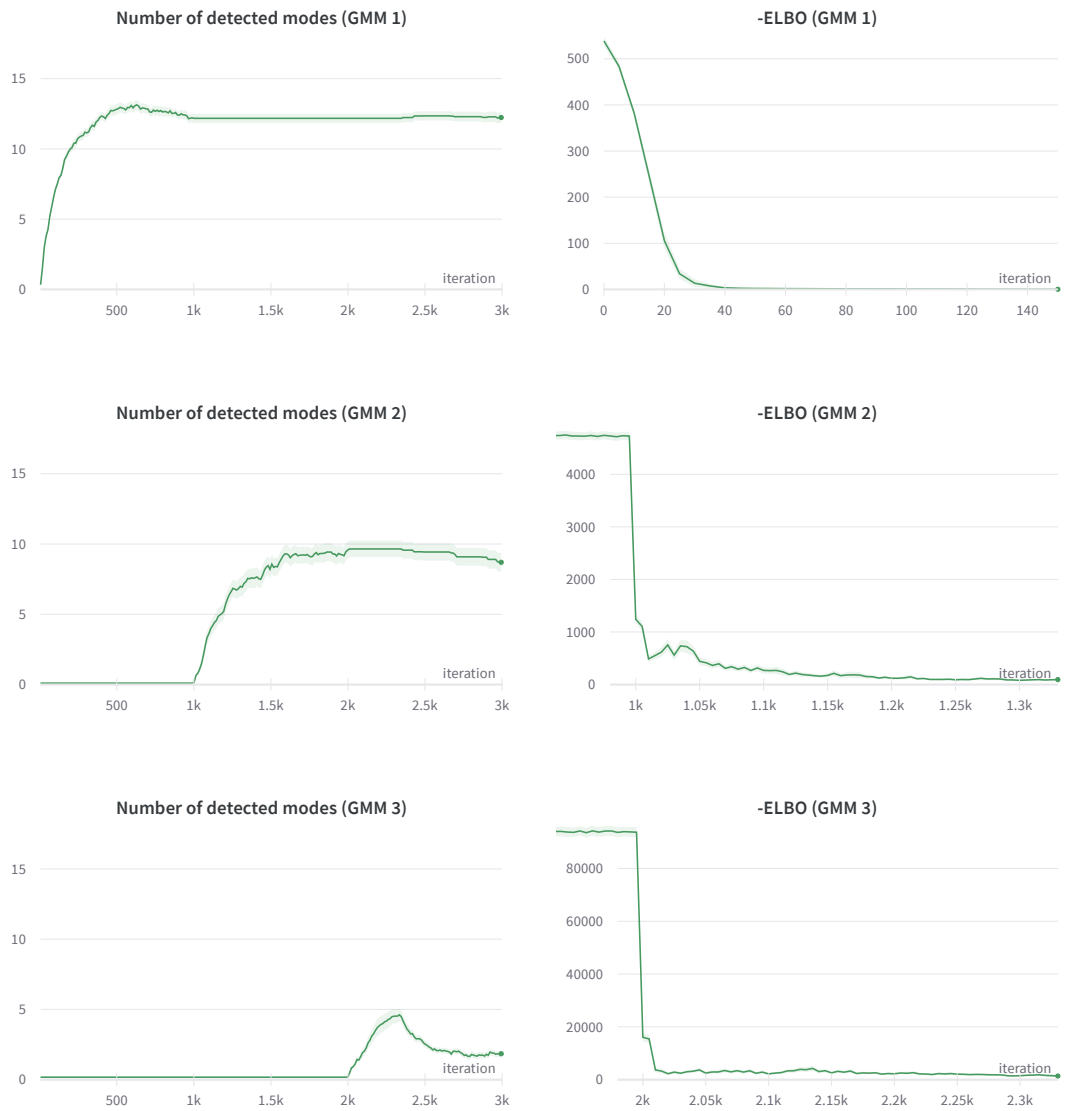 Number of detected modes (GMM 1)
15
10
5
0
iteration
500 1k 1.5k 2k 2.5k 3k
-ELBO (GMM 1)
500
400
300
200
100
0
iteration
0 20 40 60 80 100 120 140
Number of detected modes (GMM 2)
15
10
5
0
iteration
500 1k 1.5k 2k 2.5k 3k
-ELBO (GMM 2)
4000
3000
2000
1000
0
iteration
1k 1.05k 1.1k 1.15k 1.2k 1.25k 1.3k
Number of detected modes (GMM 3)
15
10
5
0
iteration
500 1k 1.5k 2k 2.5k 3k
-ELBO (GMM 3)
80000
60000
40000
20000
0
iteration
2k 2.05k 2.1k 2.15k 2.2k 2.25k 2.3k